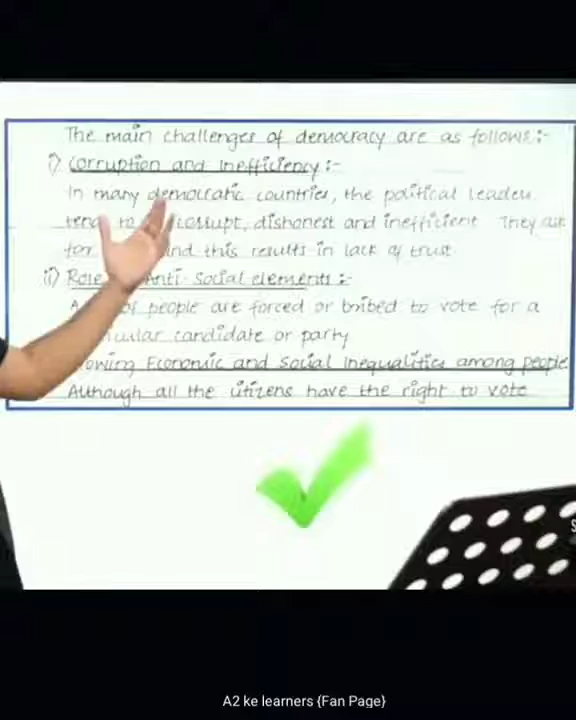 The main challenges of democracy are as follows:-
i) Corruption and Inefficiency:-
In many democratic countries, the political leaders
tend to corrupt, dishonest and inefficient They ask
for and this results in lack of trust
ii) Role Anti-Social elements:-
of people are forced or bribed to vote for a
candidate or party
Economic and Social Inequalities among people
Although all the citizens have the right to vote
A2 ke learners {Fan Page}